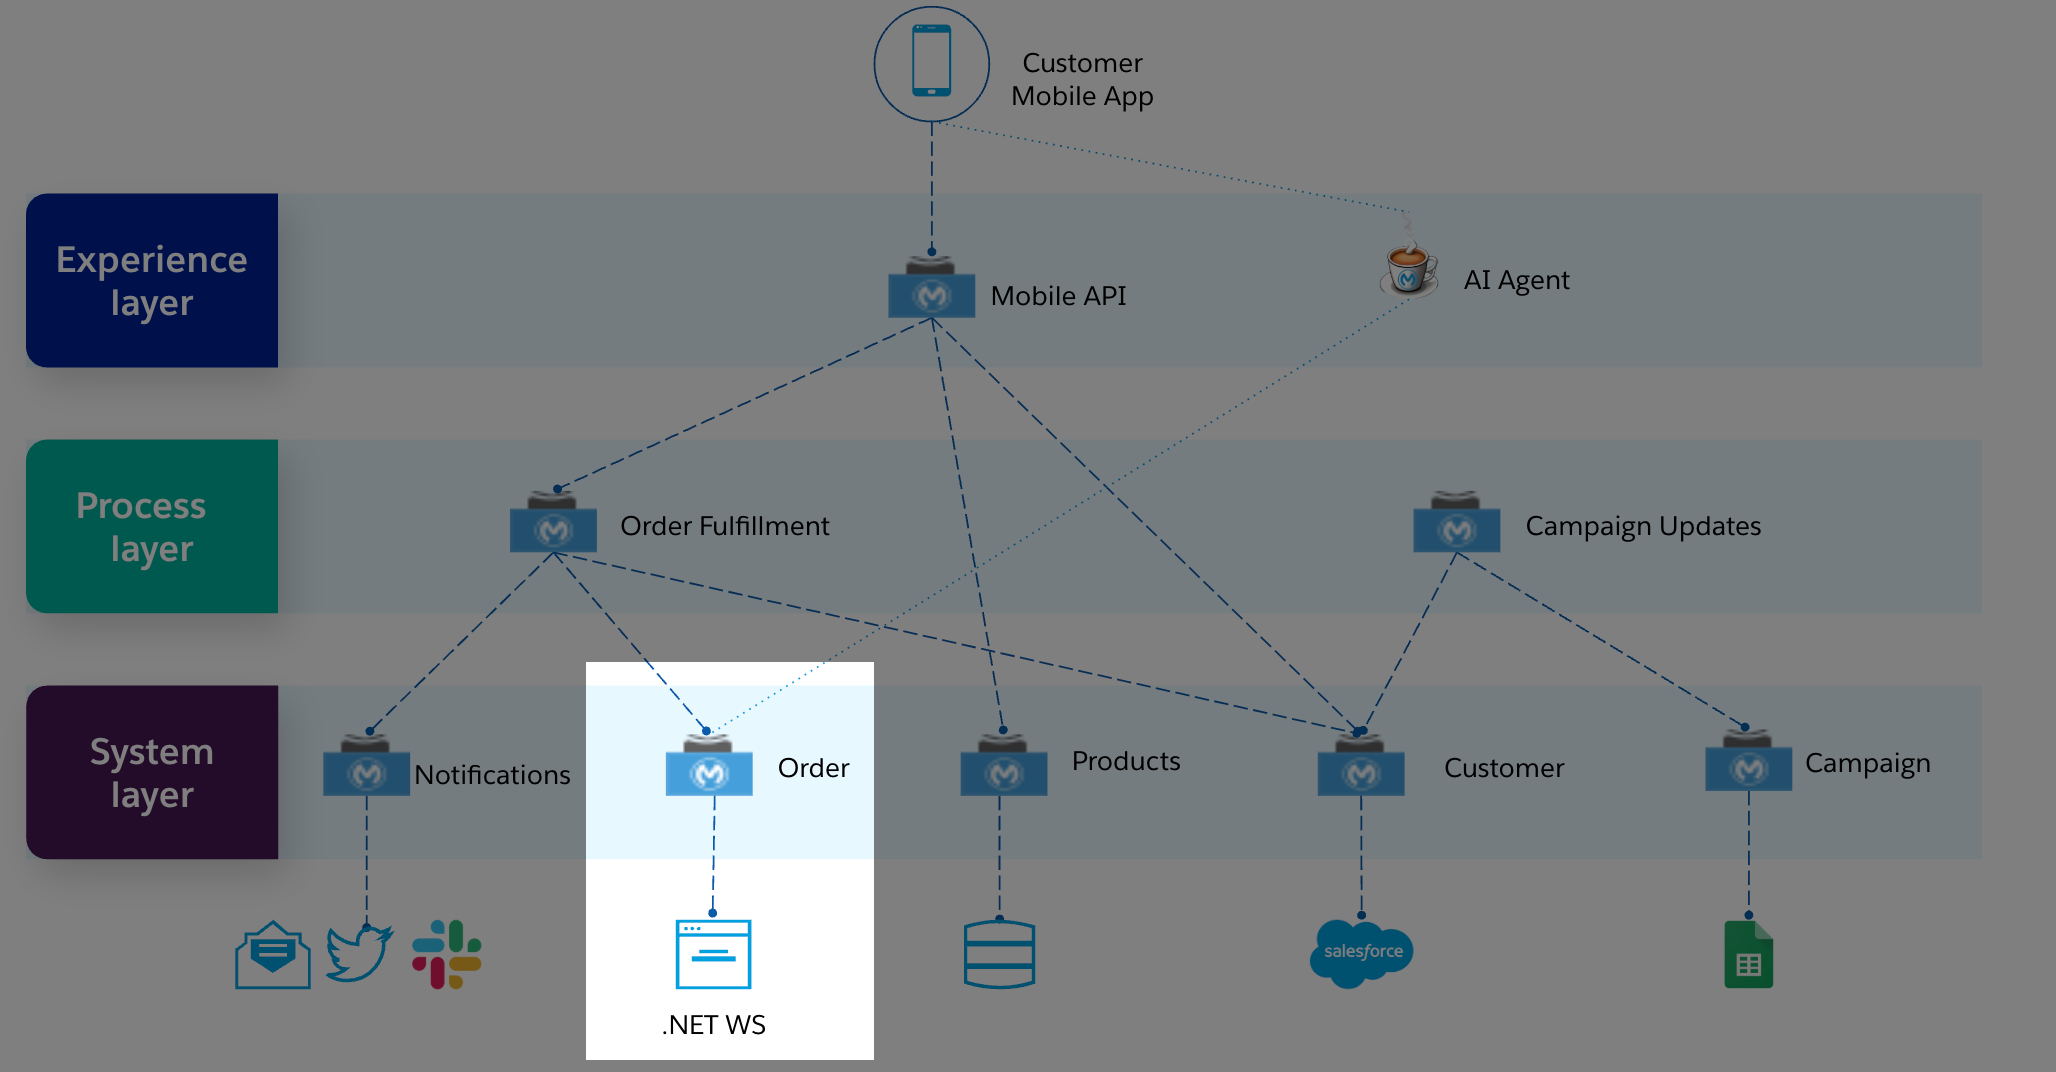 Customer
Mobile App
Experience
layer
Mobile API
AI Agent
Process
layer
Order Fulfillment
Campaign Updates
System
layer
Notifications
Order
Products
Customer
Campaign
salesforce
.NET WS